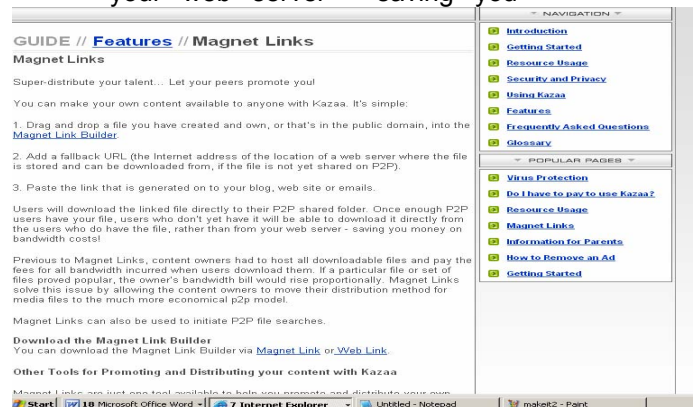 your web server - saving you
GUIDE // Features // Magnet Links
Magnet Links
Super-distribute your talent... Let your peers promote you!
You can make your own content available to anyone with Kazaa. It's simple:
1. Drag and drop a file you have created and own, or that's in the public domain, into the
Magnet Link Builder.
2. Add a fallback URL (the Internet address of the location of a web server where the file
is stored and can be downloaded from, if the file is not yet shared on P2P).
3. Paste the link that is generated on to your blog, web site or emails.
Users will download the linked file directly to their P2P shared folder. Once enough P2P
users have your file, users who don't yet have it will be able to download it directly from
the users who do have the file, rather than from your web server - saving you money on
bandwidth costs!
Previous to Magnet Links, content owners had to host all downloadable files and pay the
fees for all bandwidth incurred when users download them. If a particular file or set of
files proved popular, the owner's bandwidth bill would rise proportionally. Magnet Links
solve this issue by allowing the content owners to move their distribution method for
media files to the much more economical p2p model.
Magnet Links can also be used to initiate P2P file searches.
Download the Magnet Link Builder
You can download the Magnet Link Builder via Magnet Link or Web Link.
Other Tools for Promoting and Distributing your content with Kazaa
Magnet Links are just one tool available to help you promote and distribute your own
NAVIGATION
Introduction
Getting Started
Resource Usage
Security and Privacy
Using Kazaa
Features
Frequently Asked Questions
Glossary
POPULAR PAGES
Virus Protection
Do I have to pay to use Kazaa?
Resource Usage
Magnet Links
Information for Parents
How to Remove an Ad
Getting Started
Start
18 Microsoft Office Word
7 Internet Explorer
Untitled - Notepad
makeit2 - Paint